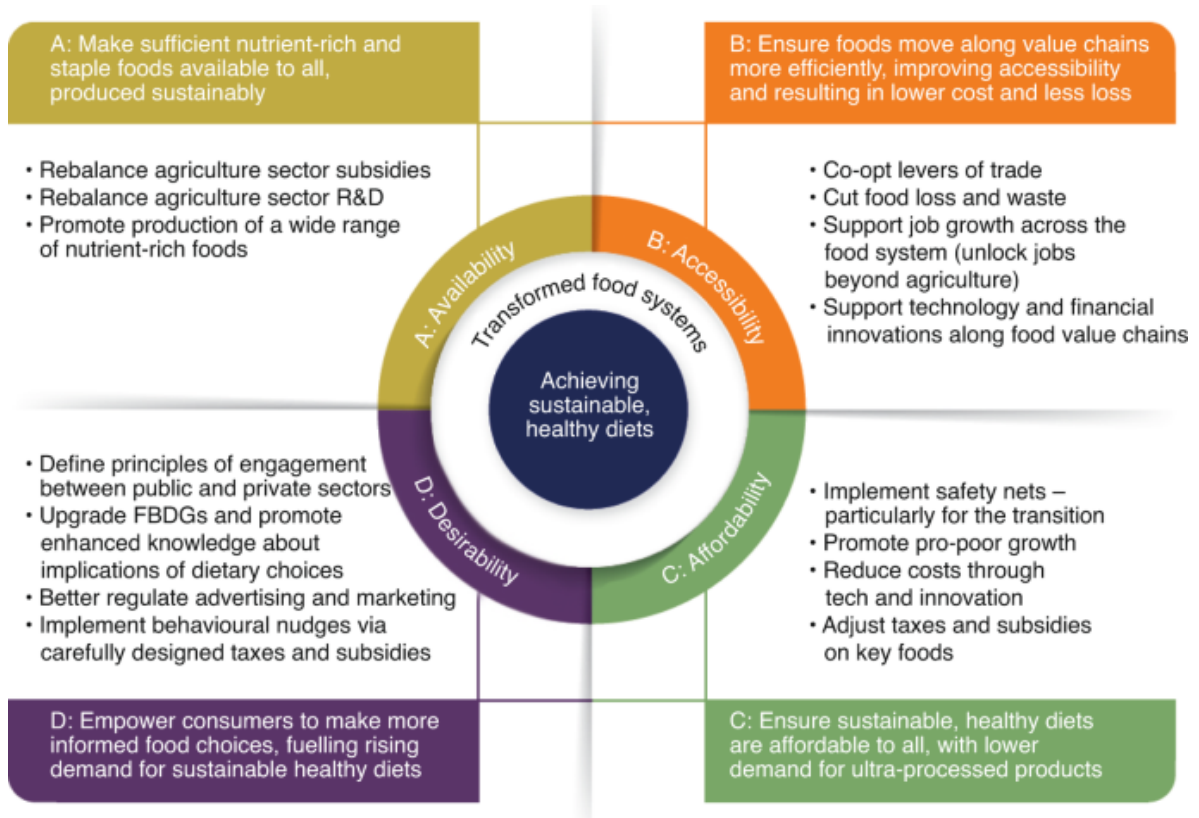 A: Make sufficient nutrient-rich and
staple foods available to all,
produced sustainably
B: Ensure foods move along value chains
more efficiently, improving accessibility
and resulting in lower cost and less loss
• Rebalance agriculture sector subsidies
• Rebalance agriculture sector R&D
• Promote production of a wide range
of nutrient-rich foods
• Co-opt levers of trade
• Cut food loss and waste
• Support job growth across the
food system (unlock jobs
beyond agriculture)
• Support technology and financial
innovations along food value chains
A: Availability
B: Accessibility
Transformed food systems
Achieving
sustainable,
healthy diets
D: Desirability
C: Affordability
• Define principles of engagement
between public and private sectors
• Upgrade FBDGs and promote
enhanced knowledge about
implications of dietary choices
• Better regulate advertising and marketing
• Implement behavioural nudges via
carefully designed taxes and subsidies
• Implement safety nets –
particularly for the transition
• Promote pro-poor growth
• Reduce costs through
tech and innovation
• Adjust taxes and subsidies
on key foods
D: Empower consumers to make more
informed food choices, fuelling rising
demand for sustainable healthy diets
C: Ensure sustainable, healthy diets
are affordable to all, with lower
demand for ultra-processed products